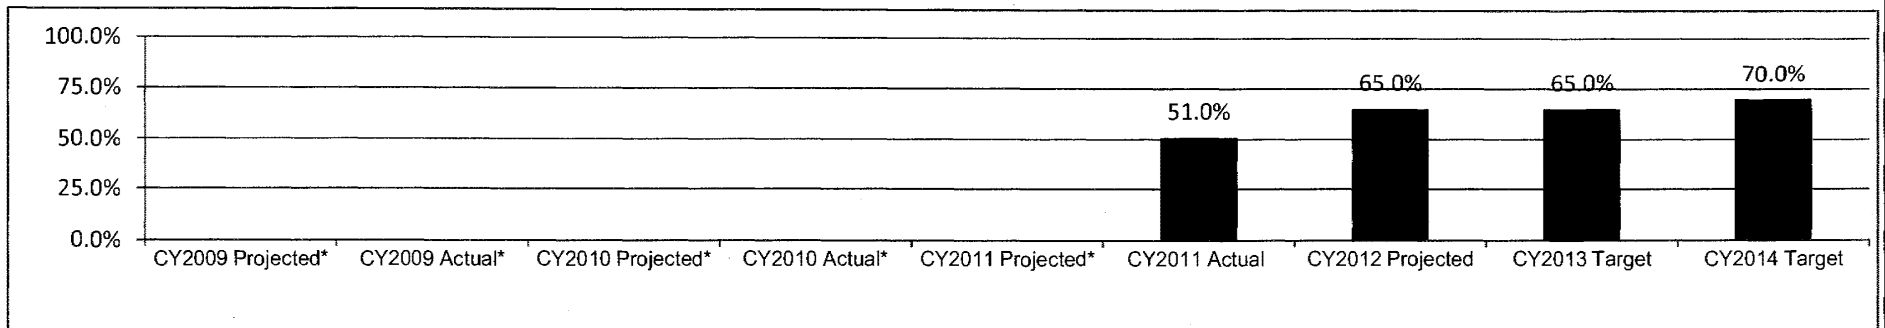 100.0%
75.0%
50.0%
25.0%
0.0%
51.0%
65.0%
65.0%
70.0%
CY2009 Projected*
CY2009 Actual*
CY2010 Projected*
CY2010 Actual*
CY2011 Projected*
CY2011 Actual
CY2012 Projected
CY2013 Target
CY2014 Target